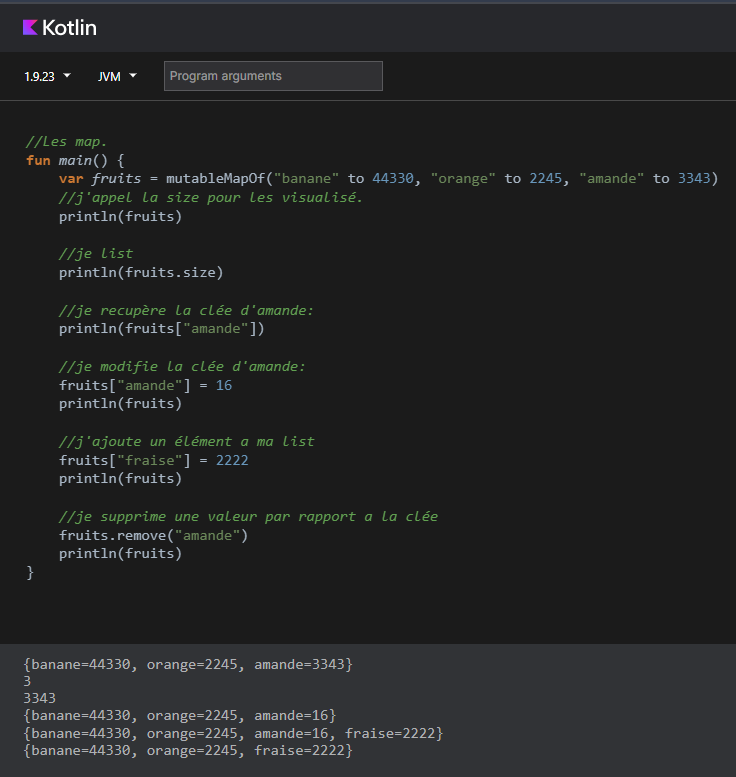 Kotlin
1.9.23 JVM Program arguments
//Les map.
fun main() {
    var fruits = mutableMapOf("banane" to 44330, "orange" to 2245, "amande" to 3343)
    //j'appel la size pour les visualisé.
    println(fruits)

    //je list
    println(fruits.size)

    //je recupère la clée d'amande:
    println(fruits["amande"])

    //je modifie la clée d'amande:
    fruits["amande"] = 16
    println(fruits)

    //j'ajoute un élément a ma list
    fruits["fraise"] = 2222
    println(fruits)

    //je supprime une valeur par rapport a la clée
    fruits.remove("amande")
    println(fruits)
}
{banane=44330, orange=2245, amande=3343}
3
3343
{banane=44330, orange=2245, amande=16}
{banane=44330, orange=2245, amande=16, fraise=2222}
{banane=44330, orange=2245, fraise=2222}